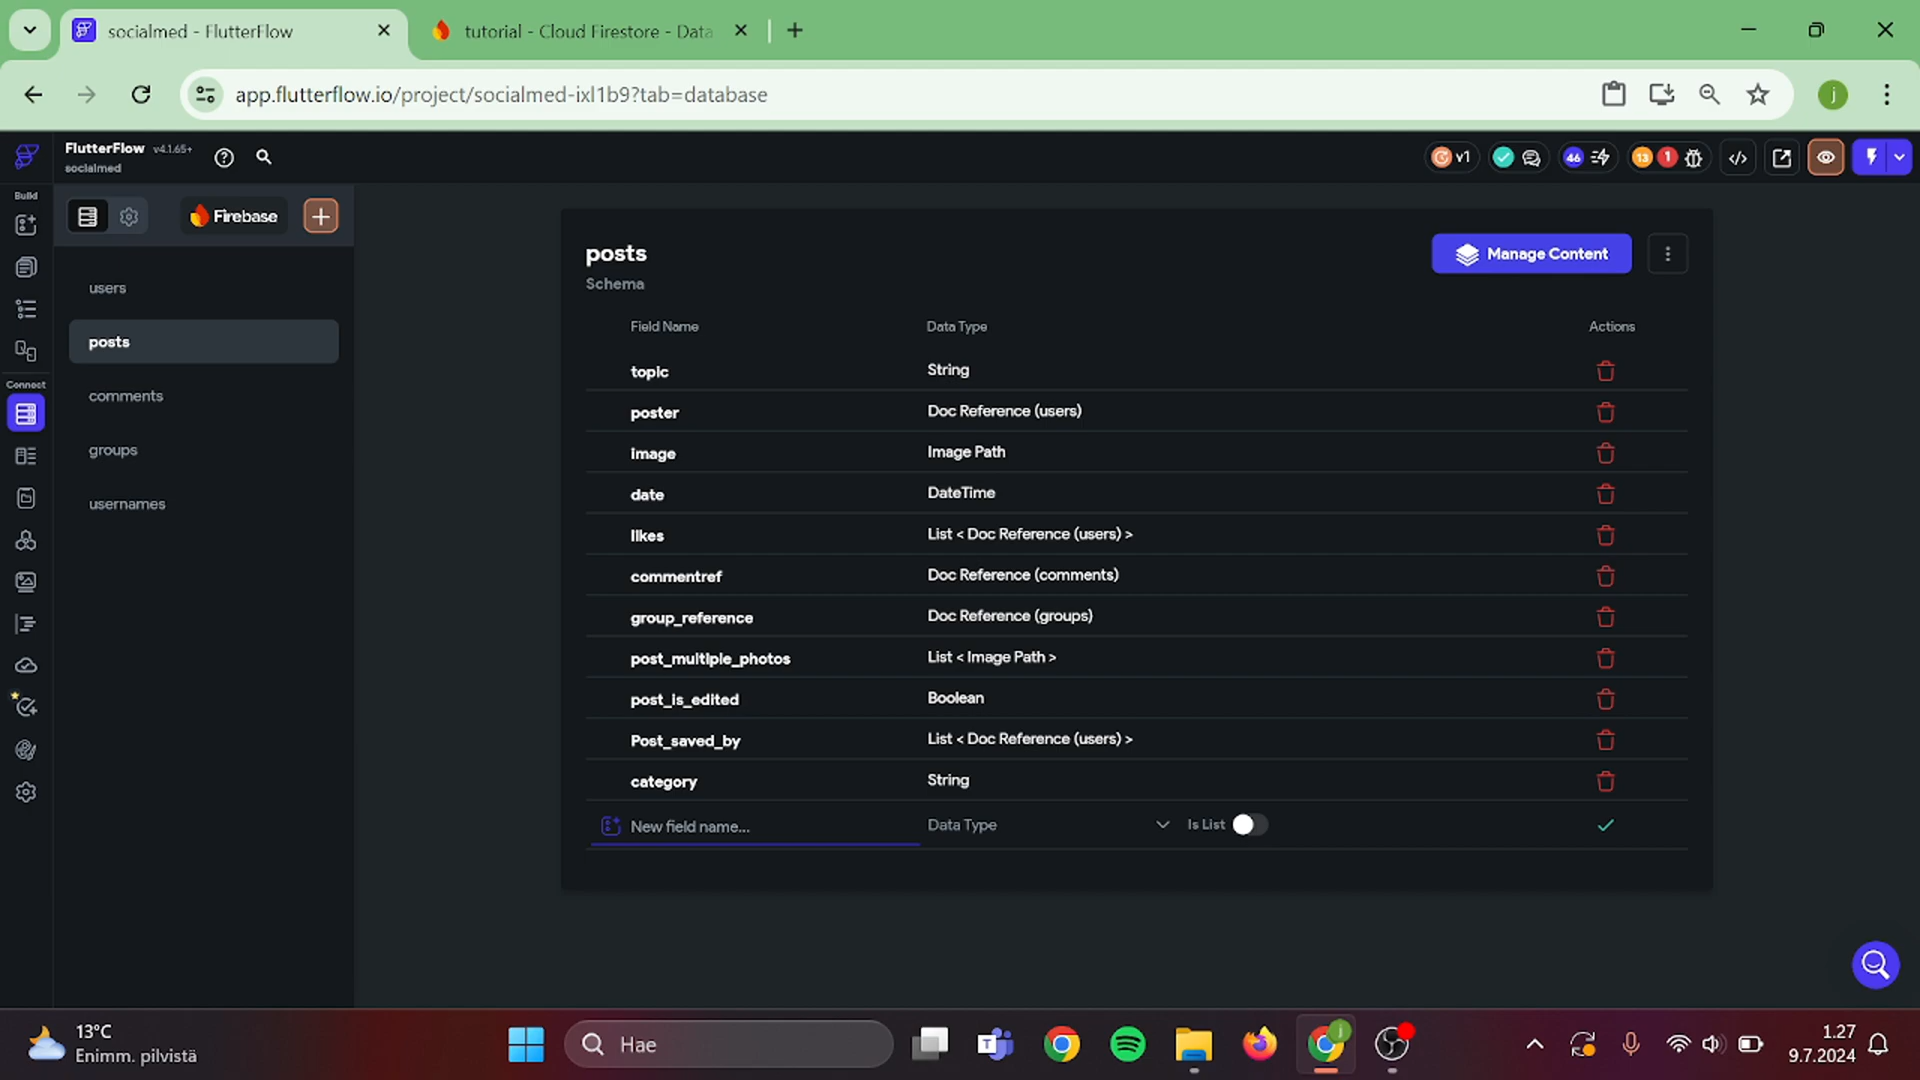 socialmed - FlutterFlow
tutorial - Cloud Firestore - Data
app.flutterflow.io/project/socialmed-ixl1b9?tab=database
j
FlutterFlow v4.1.65+
socialmed
v1
46
13
1
Build
Firebase
users
posts
comments
groups
usernames
Connect
posts
Schema
Manage Content
Field Name Data Type Actions
topic String
poster Doc Reference (users)
image Image Path
date DateTime
likes List < Doc Reference (users) >
commentref Doc Reference (comments)
group_reference Doc Reference (groups)
post_multiple_photos List < Image Path >
post_is_edited Boolean
Post_saved_by List < Doc Reference (users) >
category String
New field name... Data Type Is List
13°C
Enimm. pilvistä
Hae
1.27
9.7.2024